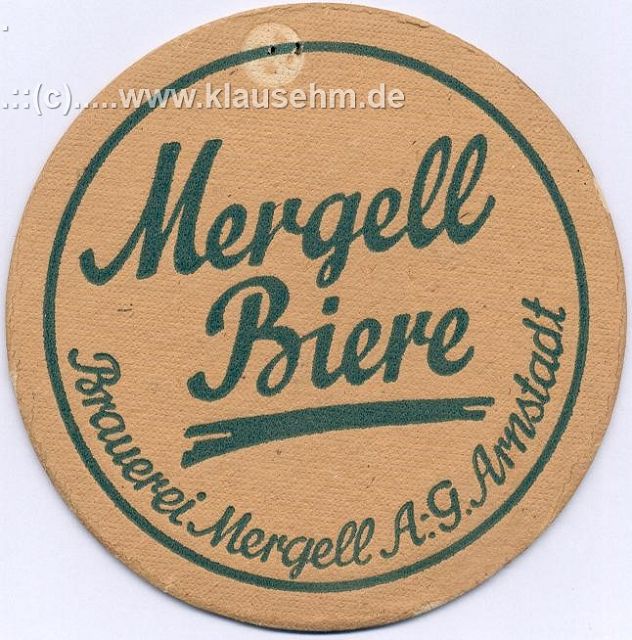 .::(c).....www.klausehm.de
Mergell
Biere
Brauerei Mergell A.-G. Arnstadt